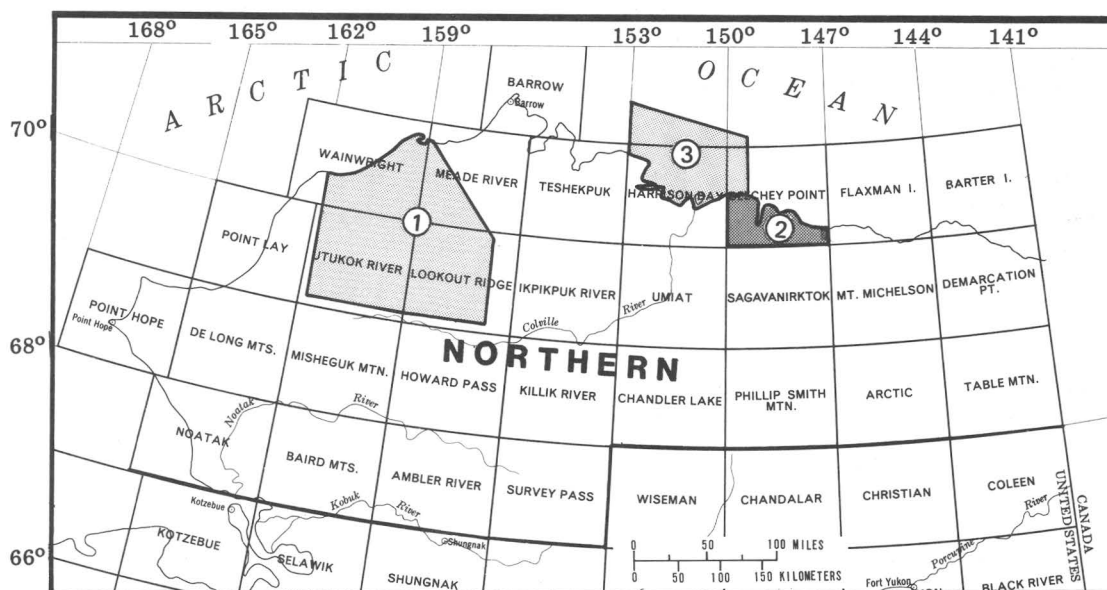 168° 165° 162° 159° 153° 150° 147° 144° 141°
ARCTIC OCEAN
70°
68°
66°
BARROW
Barrow
WAINWRIGHT
MEADE RIVER
TESHEKPUK
HARRISON BAY
BEECHEY POINT
FLAXMAN I.
BARTER I.
3
1
2
POINT LAY
UTUKOK RIVER
LOOKOUT RIDGE
IKPIKPUK RIVER
UMIAT
SAGAVANIRKTOK
MT. MICHELSON
DEMARCATION
PT.
POINT HOPE
Point Hope
DE LONG MTS.
MISHEGUK MTN.
HOWARD PASS
KILLIK RIVER
CHANDLER LAKE
PHILLIP SMITH
MTN.
ARCTIC
TABLE MTN.
Colville River
NORTHERN
NOATAK
Noatak River
BAIRD MTS.
AMBLER RIVER
SURVEY PASS
WISEMAN
CHANDALAR
CHRISTIAN
COLEEN
Kotzebue
Kobuk River
Shungnak
KOTZEBUE
SELAWIK
SHUNGNAK
0 50 100 MILES
0 50 100 150 KILOMETERS
Porcupine River
Fort Yukon
BLACK RIVER
CANADA
UNITED STATES